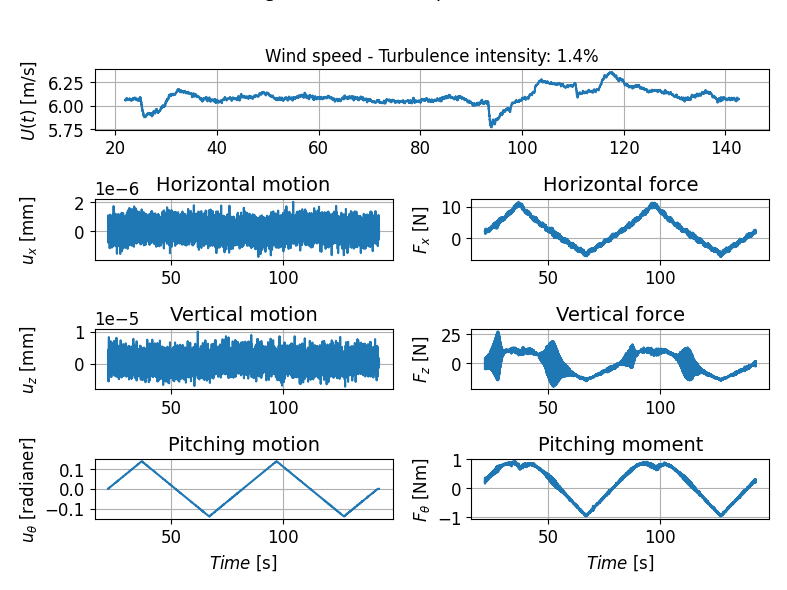 Wind speed - Turbulence intensity: 1.4%
U(t) [m/s]
6.25
6.00
5.75
20 40 60 80 100 120 140
1e−6 Horizontal motion Horizontal force
u_x [mm]
2
0
50 100
F_x [N]
10
0
50 100
1e−5 Vertical motion Vertical force
u_z [mm]
1
0
50 100
F_z [N]
25
0
50 100
Pitching motion Pitching moment
u_θ [radianer]
0.1
0.0
−0.1
50 100
Time [s]
F_θ [Nm]
1
0
−1
50 100
Time [s]